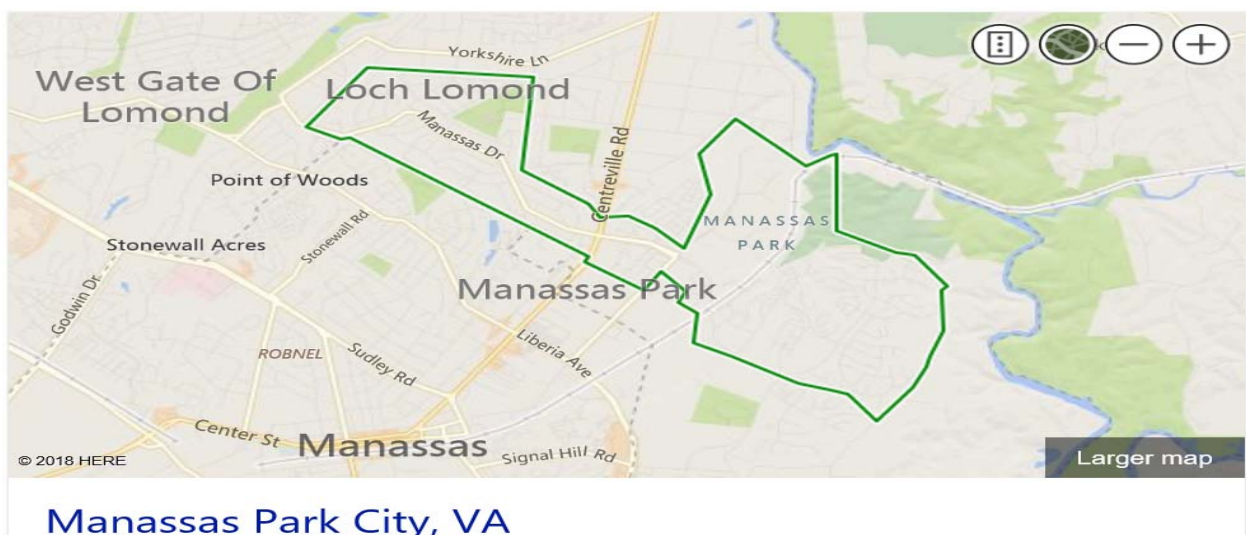 Yorkshire Ln
West Gate Of
Lomond
Loch Lomond
Manassas Dr
Centreville Rd
Point of Woods
Stonewall Rd
MANASSAS
PARK
Stonewall Acres
Godwin Dr.
Manassas Park
ROBNEL
Sudley Rd
Liberia Ave
Center St
Manassas
Signal Hill Rd
© 2018 HERE
Larger map
Manassas Park City, VA